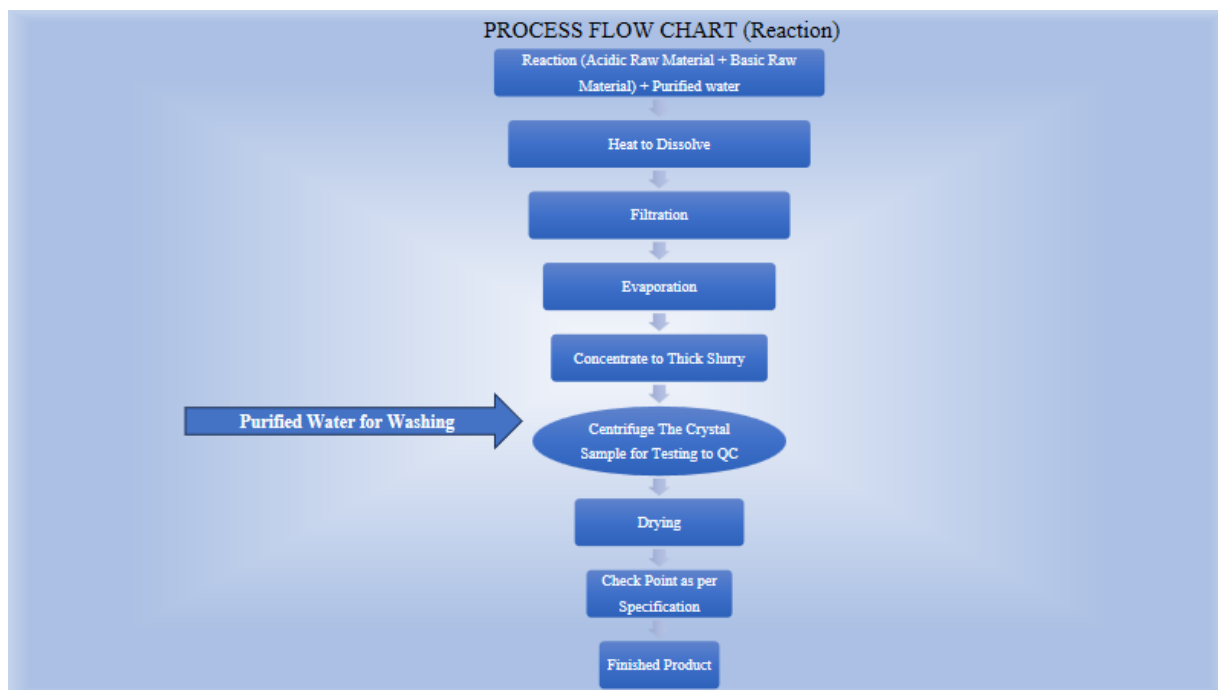 PROCESS FLOW CHART (Reaction)
Reaction (Acidic Raw Material + Basic Raw
Material) + Purified water
Heat to Dissolve
Filtration
Evaporation
Concentrate to Thick Slurry
Purified Water for Washing
Centrifuge The Crystal
Sample for Testing to QC
Drying
Check Point as per
Specification
Finished Product